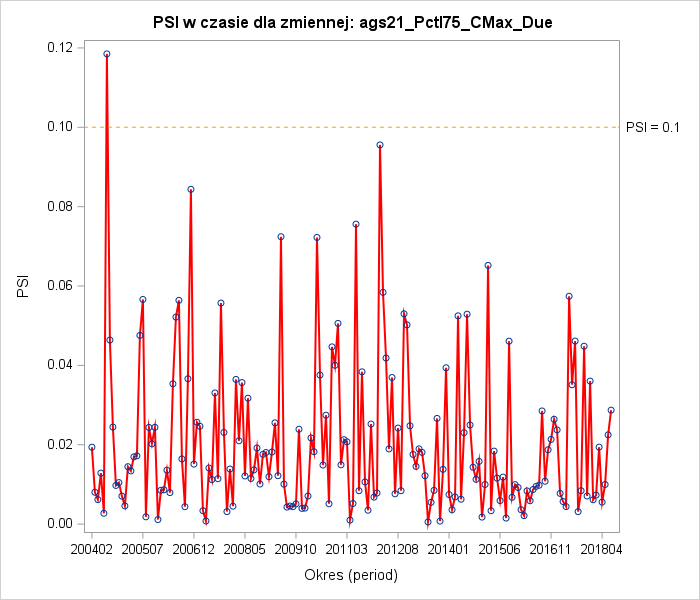 PSI w czasie dla zmiennej: ags21_Pctl75_CMax_Due
0.12
0.10
PSI = 0.1
0.08
0.06
PSI
0.04
0.02
0.00
200402 200507 200612 200805 200910 201103 201208 201401 201506 201611 201804
Okres (period)